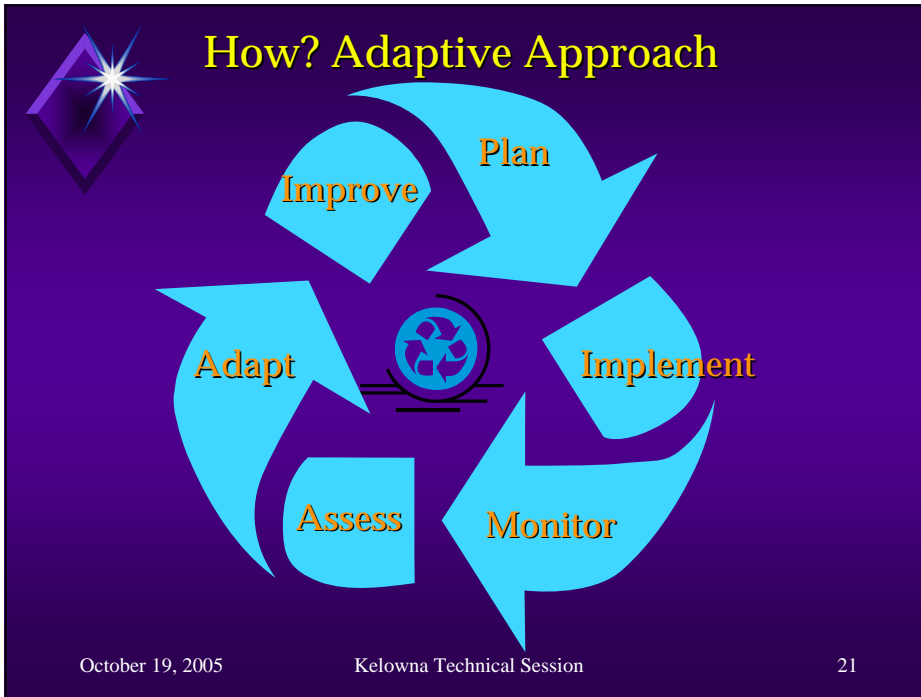 How? Adaptive Approach
Plan
Improve
Implement
Adapt
Assess
Monitor
October 19, 2005
Kelowna Technical Session
21